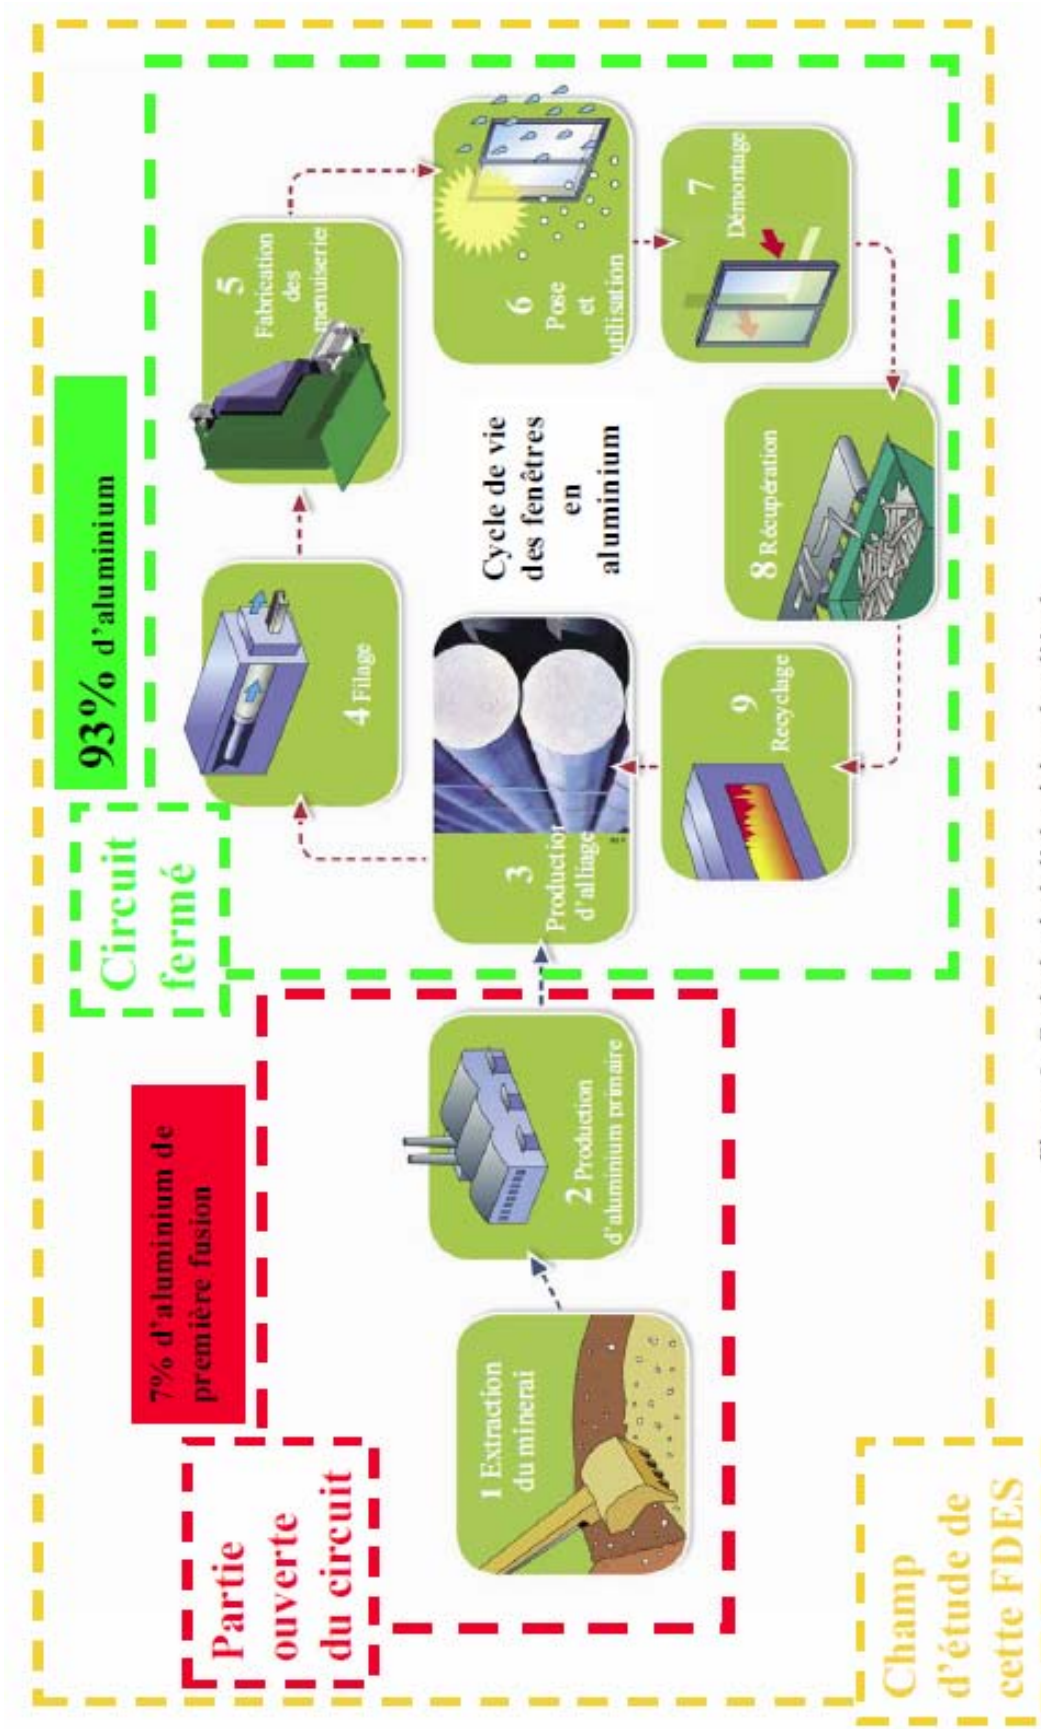 Partie
ouverte
du circuit
7% d'aluminium de
première fusion
Circuit
fermé
93% d'aluminium
1 Extraction
du minerai
2 Production
d'aluminium primaire
3
Production
d'alliage
4 Filage
5
Fabrication
des
menuiserie
6
Pose
et
utilisation
7
Démontage
8 Récupération
9
Recyclage
Cycle de vie
des fenêtres
en
aluminium
Champ
d'étude de
cette FDES